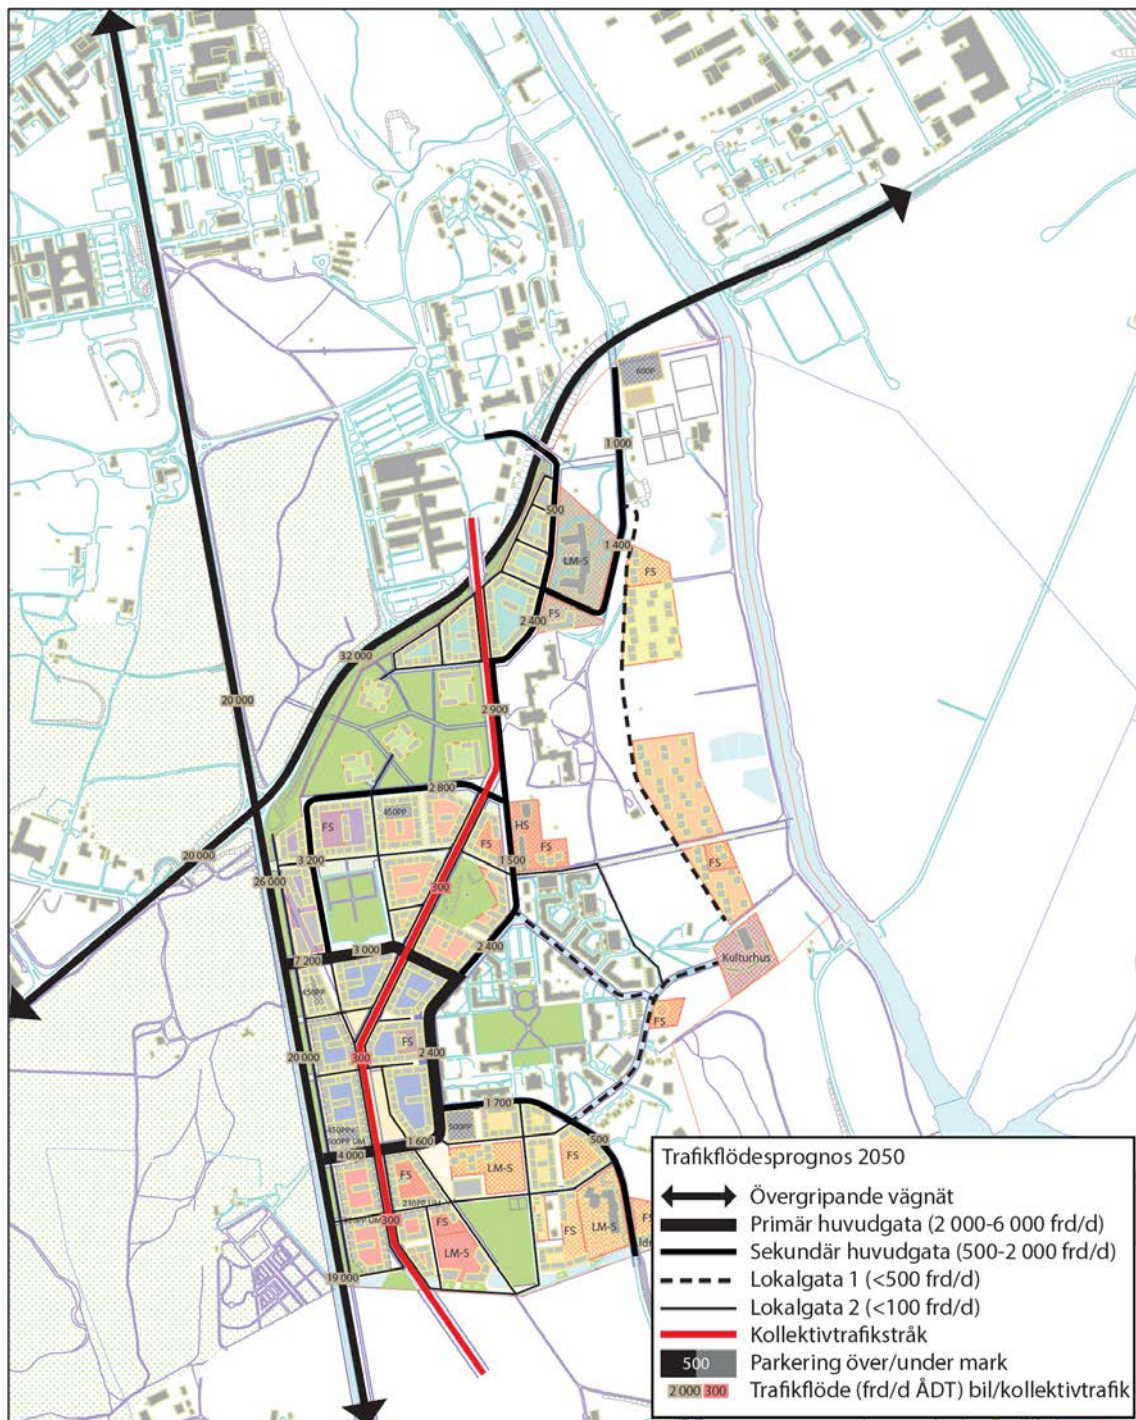 600P
1 000
500
LM-S
1 400
FS
FS
2 400
32 000
20 000
2 900
2 800
450PP
FS
HS
FS
FS
3 200
1 500
20 000
26 000
300
FS
2 400
3 000
7 200
Kulturhus
450PP
FS
FS
20 000
300
2 400
1 700
500PP
500
1 600
4 000
LM-S
FS
FS
300
FS
LM-S
FS
LM-S
FS
19 000
Trafikflödesprognos 2050
Övergripande vägnät
Primär huvudgata (2 000-6 000 frd/d)
Sekundär huvudgata (500-2 000 frd/d)
Lokalgata 1 (<500 frd/d)
Lokalgata 2 (<100 frd/d)
Kollektivtrafikstråk
500 Parkering över/under mark
2 000 300 Trafikflöde (frd/d ÅDT) bil/kollektivtrafik